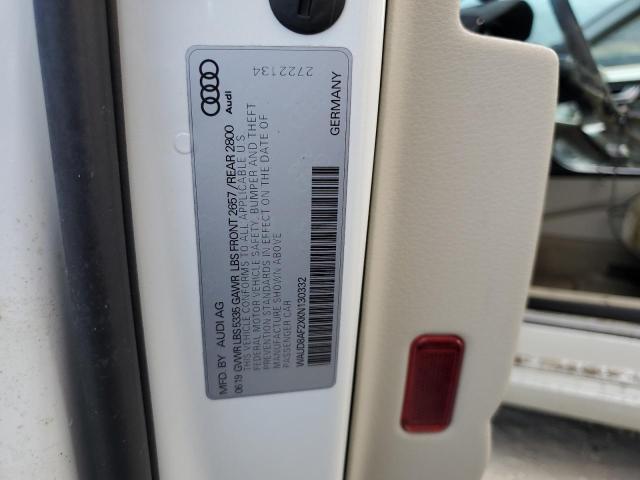 MFD. BY AUDI AG
06 19 GVWR LBS 5335 GAWR LBS FRONT 2657 / REAR 2800
THIS VEHICLE CONFORMS TO ALL APPLICABLE U S
FEDERAL MOTOR VEHICLE SAFETY, BUMPER AND THEFT
PREVENTION STANDARDS IN EFFECT ON THE DATE OF
MANUFACTURE SHOWN ABOVE
PASSENGER CAR
WAUD8AF2XKN130332
GERMANY
Audi
2722134